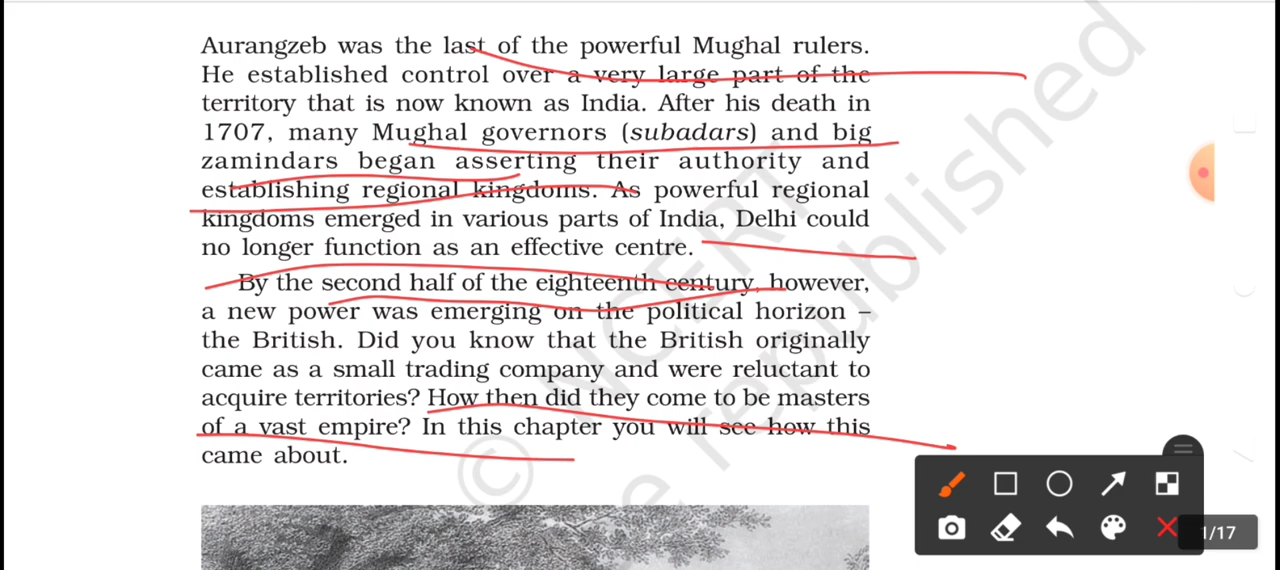 Aurangzeb was the last of the powerful Mughal rulers.
He established control over a very large part of the
territory that is now known as India. After his death in
1707, many Mughal governors (subadars) and big
zamindars began asserting their authority and
establishing regional kingdoms. As powerful regional
kingdoms emerged in various parts of India, Delhi could
no longer function as an effective centre.
By the second half of the eighteenth century, however,
a new power was emerging on the political horizon –
the British. Did you know that the British originally
came as a small trading company and were reluctant to
acquire territories? How then did they come to be masters
of a vast empire? In this chapter you will see how this
came about.
© NCERT
e republished
1/17